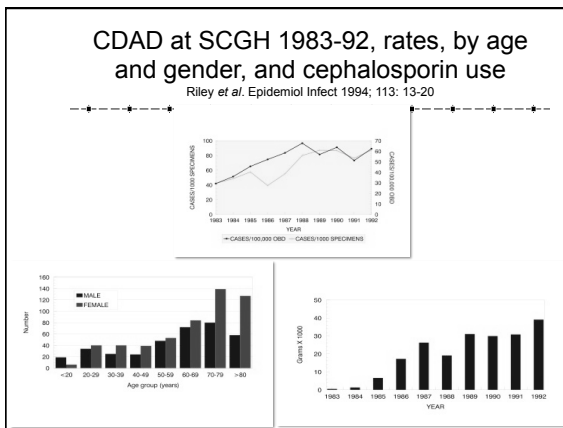 CDAD at SCGH 1983-92, rates, by age
and gender, and cephalosporin use
Riley et al. Epidemiol Infect 1994; 113: 13-20
CASES/1000 SPECIMENS
100
80
60
40
20
0
70
60
50
40
30
20
10
0
CASES/100,000 OBD
1983 1984 1985 1986 1987 1988 1989 1990 1991 1992
YEAR
CASES/100,000 OBD CASES/1000 SPECIMENS
Number
160
140
120
100
80
60
40
20
0
MALE
FEMALE
<20 20-29 30-39 40-49 50-59 60-69 70-79 >80
Age group (years)
Grams X 1000
50
40
30
20
10
0
1983 1984 1985 1986 1987 1988 1989 1990 1991 1992
YEAR